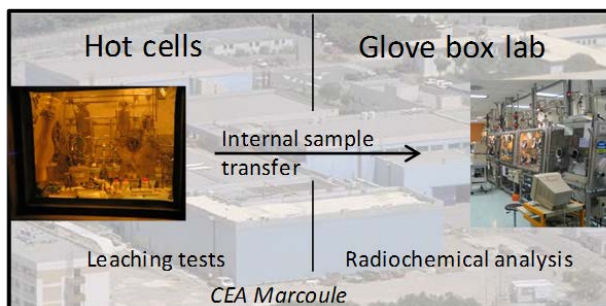 Hot cells
Glove box lab
Internal sample
transfer
Leaching tests
Radiochemical analysis
CEA Marcoule